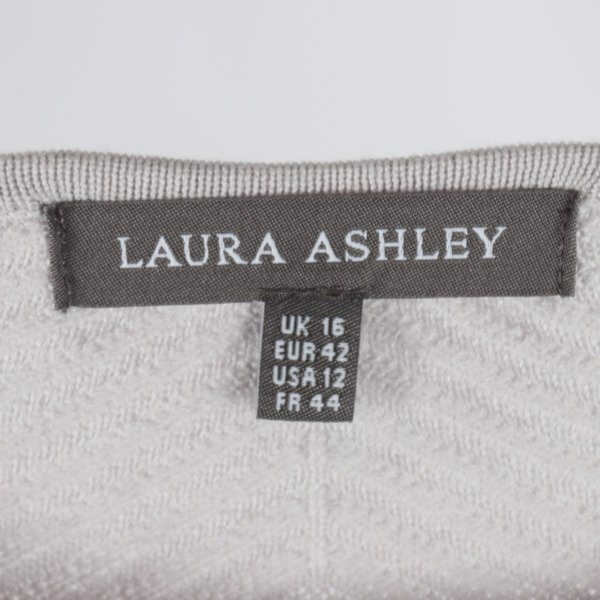 LAURA ASHLEY
UK 16
EUR 42
USA 12
FR 44